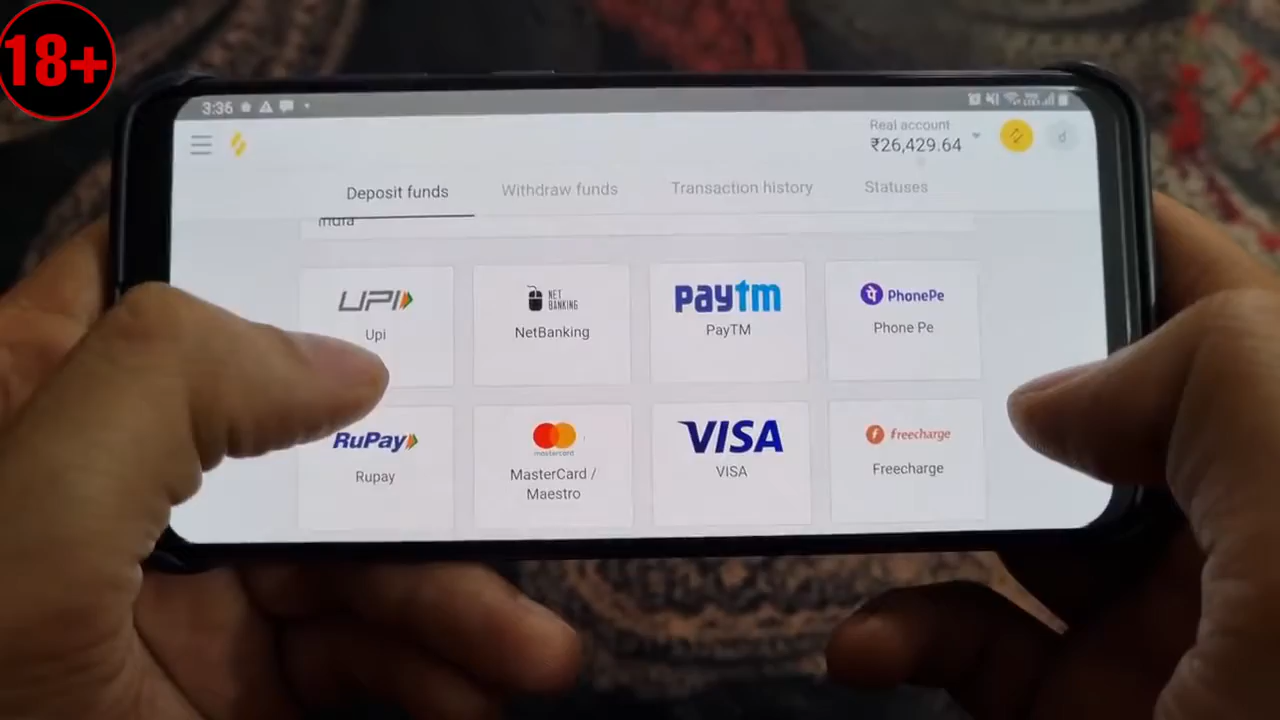 18+
3:36
Real account
₹26,429.64
d
Deposit funds
Withdraw funds
Transaction history
Statuses
India
UPI
NET
BANKING
paytm
PhonePe
Upi
NetBanking
PayTM
Phone Pe
RuPay
mastercard
VISA
freecharge
Rupay
MasterCard /
Maestro
VISA
Freecharge